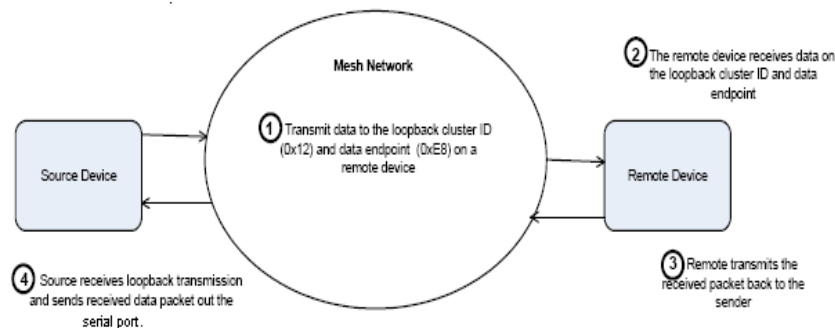 Mesh Network
1 Transmit data to the loopback cluster ID
(0x12) and data endpoint (0xE8) on a
remote device
2 The remote device receives data on
the loopback cluster ID and data
endpoint
Source Device
Remote Device
3 Remote transmits the
received packet back to the
sender
4 Source receives loopback transmission
and sends received data packet out the
serial port.